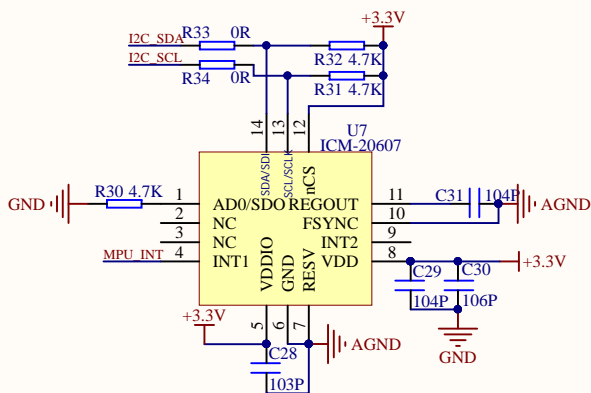 R33 0R
I2C_SDA
I2C_SCL
R34 0R
+3.3V
R32 4.7K
R31 4.7K
14 13 12
U7
ICM-20607
SDA/SDI
SCL/SCLK
nCS
GND
R30 4.7K
1 AD0/SDO
2 NC
3 NC
4 INT1
MPU_INT
REGOUT 11
FSYNC 10
INT2 9
VDD 8
C31 104P
AGND
VDDIO
GND
RESV
5 6 7
+3.3V
C28
103P
AGND
C29
104P
C30
106P
+3.3V
GND